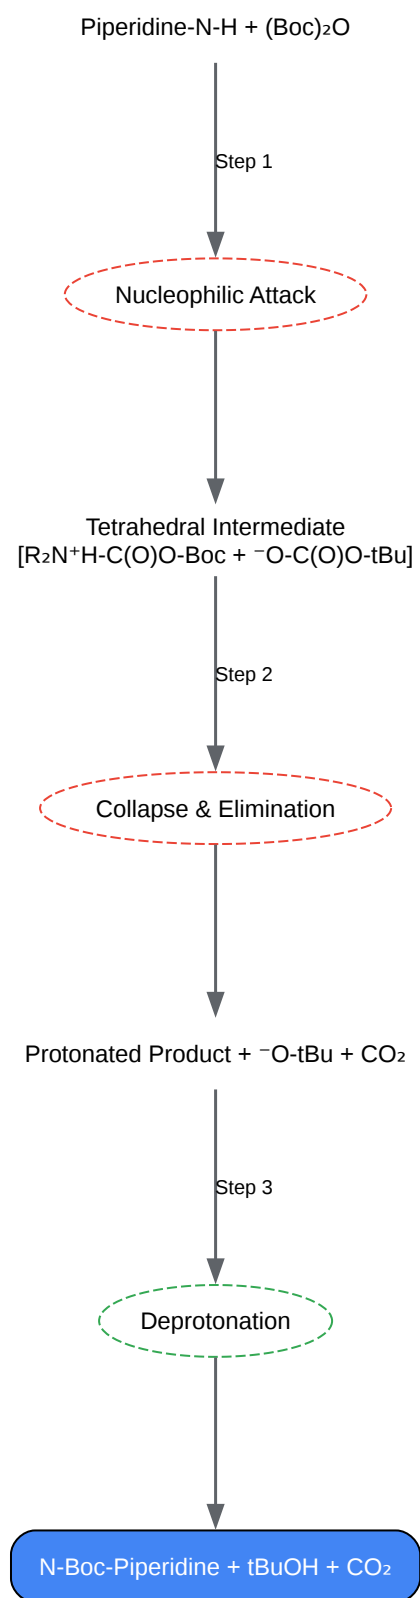 Piperidine-N-H + (Boc)₂O
Step 1
Nucleophilic Attack
Tetrahedral Intermediate
[R₂N⁺H-C(O)O-Boc + ⁻O-C(O)O-tBu]
Step 2
Collapse & Elimination
Protonated Product + ⁻O-tBu + CO₂
Step 3
Deprotonation
N-Boc-Piperidine + tBuOH + CO₂